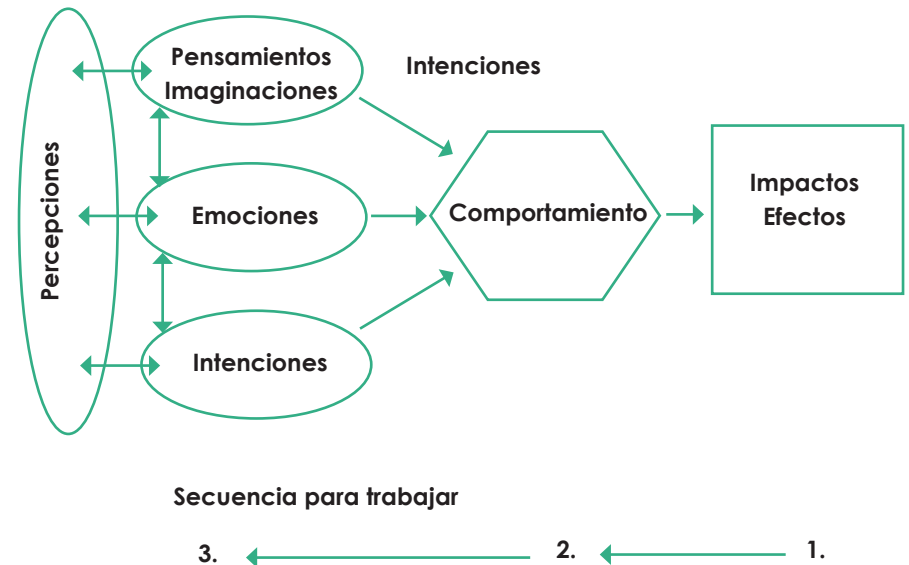 Percepciones
Pensamientos
Imaginaciones
Emociones
Intenciones
Intenciones
Comportamiento
Impactos
Efectos
Secuencia para trabajar
3.
2.
1.